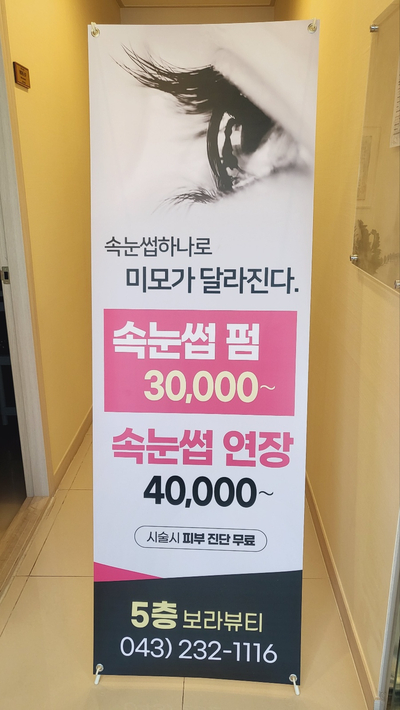 속눈썹하나로
미모가 달라진다.
속눈썹 펌
30,000~
속눈썹 연장
40,000~
시술시 피부 진단 무료
5층 보라뷰티
043) 232-1116